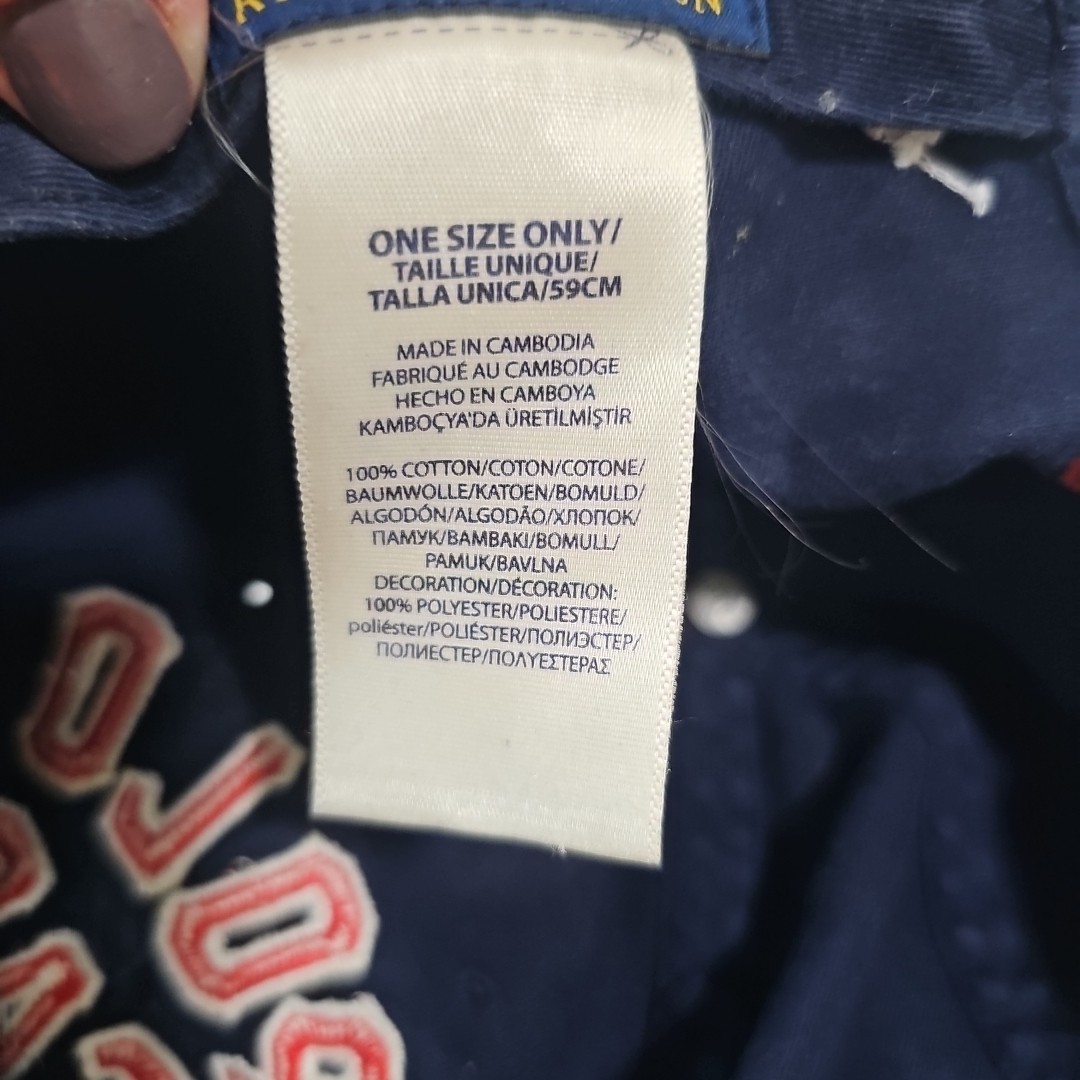 ONE SIZE ONLY/
TAILLE UNIQUE/
TALLA UNICA/59CM
MADE IN CAMBODIA
FABRIQUÉ AU CAMBODGE
HECHO EN CAMBOYA
KAMBOÇYA'DA ÜRETİLMİŞTİR
100% COTTON/COTON/COTONE/
BAUMWOLLE/KATOEN/BOMULD/
ALGODÓN/ALGODÃO/ХЛОПОК/
ПАМУК/BAMBAKI/BOMULL/
PAMUK/BAVLNA
DECORATION/DÉCORATION:
100% POLYESTER/POLIESTERE/
poliéster/POLIÉSTER/ПОЛИЭСТЕР/
ПОЛИЕСТЕР/ΠΟΛΥΕΣΤΕΡΑΣ